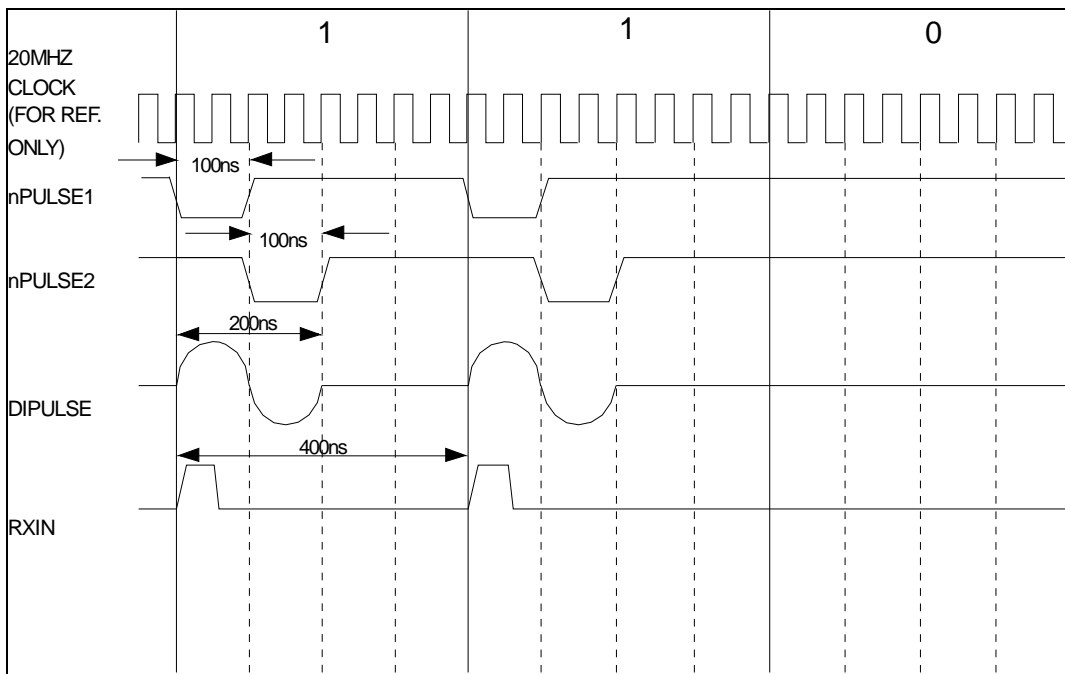 1 1 0
20MHZ
CLOCK
(FOR REF.
ONLY)
100ns
nPULSE1
100ns
nPULSE2
200ns
DIPULSE
400ns
RXIN